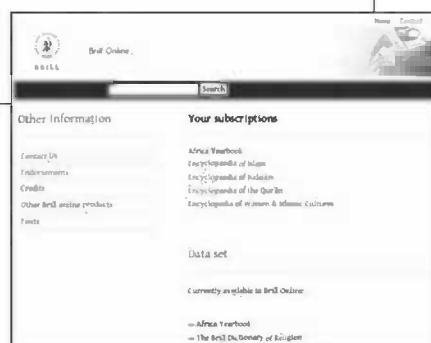 Home Contact
BRILL
Brill Online
Search
Other Information
Contact Us
Endorsements
Credits
Other Brill online products
Fonts
Your subscriptions
Africa Yearbook
Encyclopaedia of Islam
Encyclopaedia of Judaism
Encyclopaedia of the Qur'ān
Encyclopaedia of Women & Islamic Cultures
Data set
Currently available in Brill Online
Africa Yearbook
The Brill Dictionary of Religion